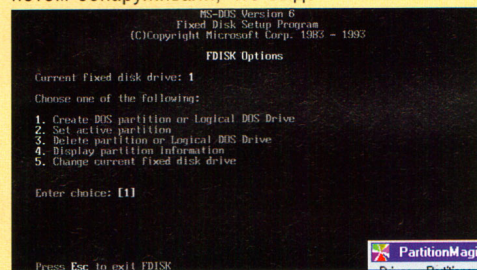 MS-DOS Version 6
Fixed Disk Setup Program
(C)Copyright Microsoft Corp. 1983 - 1993
FDISK Options
Current fixed disk drive: 1
Choose one of the following:
1. Create DOS partition or Logical DOS Drive
2. Set active partition
3. Delete partition or Logical DOS Drive
4. Display partition information
5. Change current fixed disk drive
Enter choice: [1]
Press Esc to exit FDISK
PartitionMagi